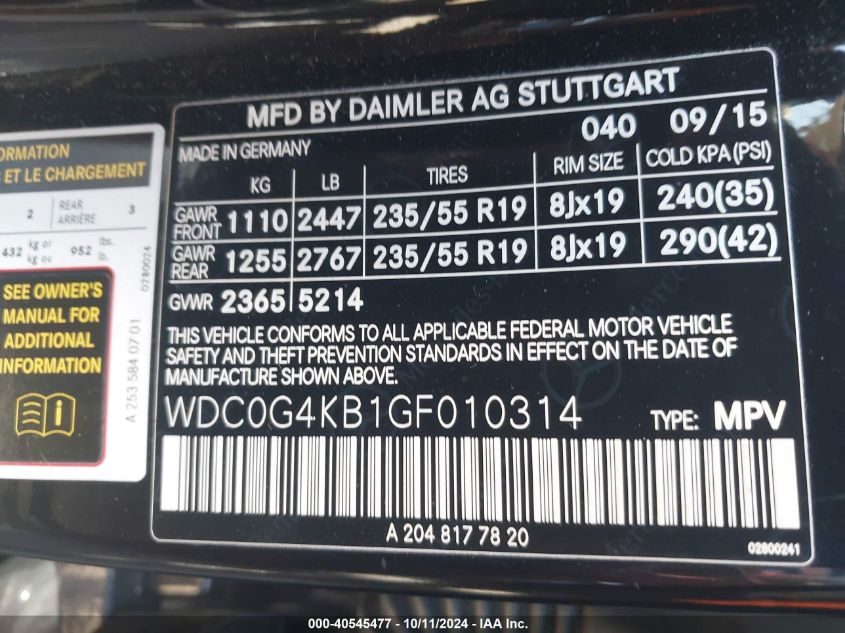 ORMATION
ET LE CHARGEMENT
2 REAR ARRIÈRE 3
432 kg or kg ou 952 lbs. lb.
0280024
SEE OWNER'S
MANUAL FOR
ADDITIONAL
INFORMATION
A 253 584 07 01
MFD BY DAIMLER AG STUTTGART
040 09/15
MADE IN GERMANY
KG LB TIRES RIM SIZE COLD KPA (PSI)
GAWR FRONT 1110 2447 235/55 R19 8Jx19 240(35)
GAWR REAR 1255 2767 235/55 R19 8Jx19 290(42)
GVWR 2365 5214
THIS VEHICLE CONFORMS TO ALL APPLICABLE FEDERAL MOTOR VEHICLE
SAFETY AND THEFT PREVENTION STANDARDS IN EFFECT ON THE DATE OF
MANUFACTURE SHOWN ABOVE.
WDC0G4KB1GF010314 TYPE: MPV
A 204 817 78 20
02800241
000-40545477 - 10/11/2024 - IAA Inc.